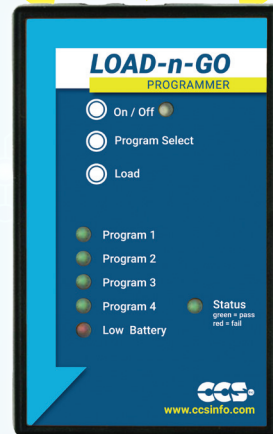 LOAD-n-GO
PROGRAMMER
On / Off
Program Select
Load
Program 1
Program 2
Program 3
Program 4
Status
green = pass
red = fail
Low Battery
CCS
www.ccsinfo.com